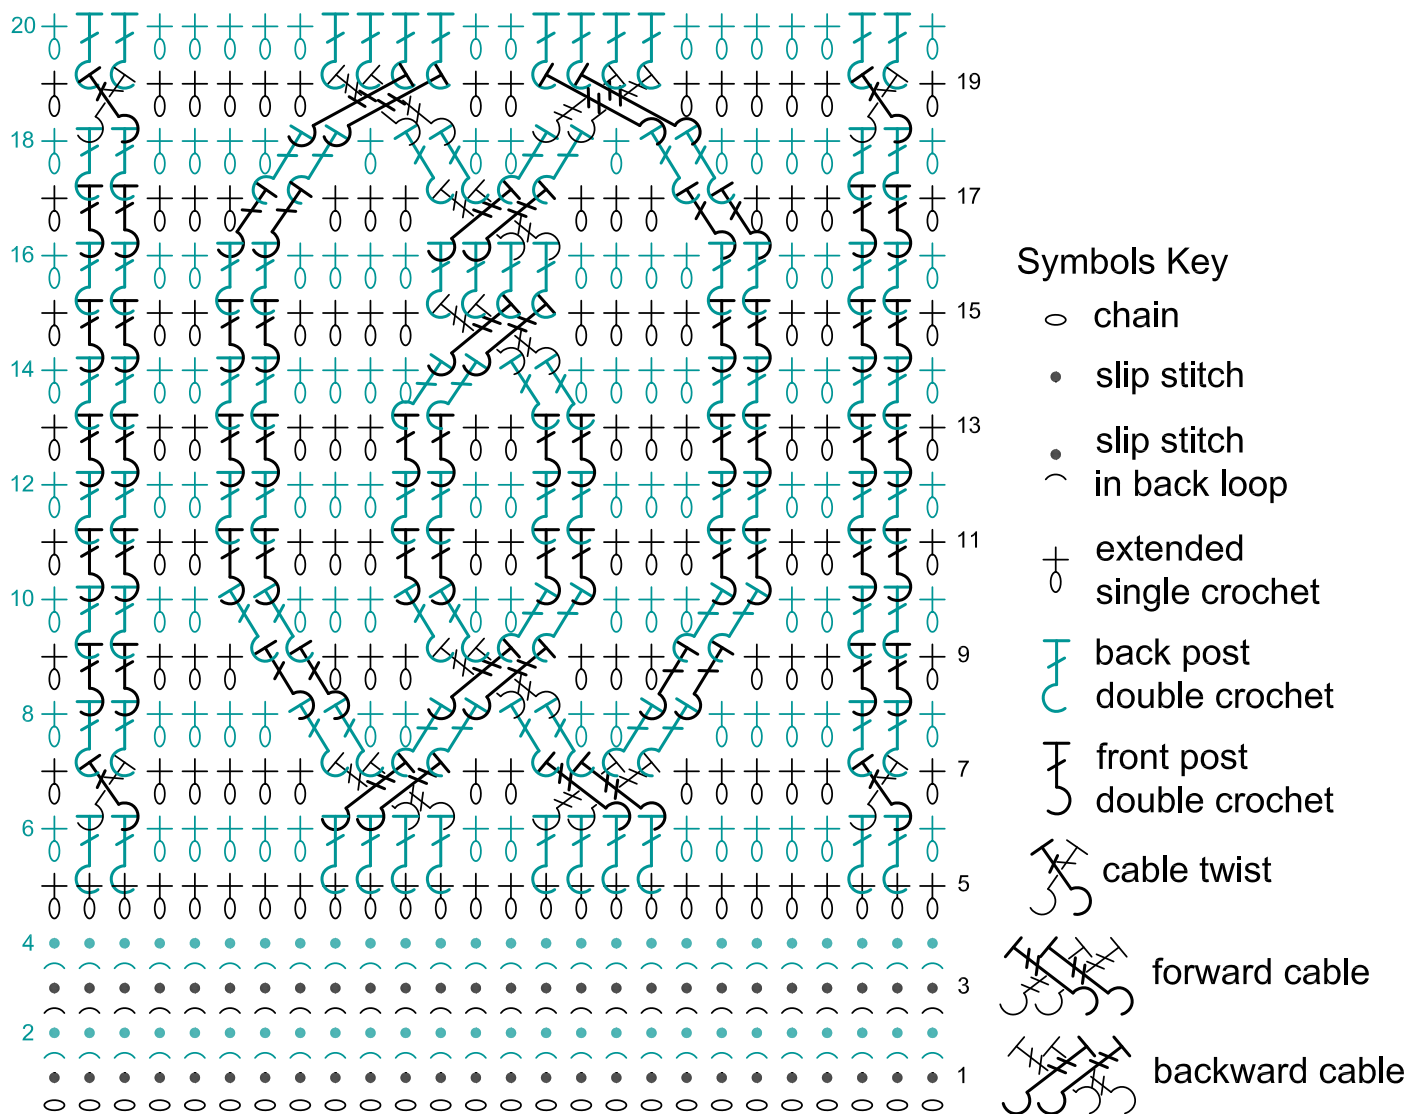 20
19
18
17
16
15
14
13
12
11
10
9
8
7
6
5
4
3
2
1
Symbols Key
chain
slip stitch
slip stitch
in back loop
extended
single crochet
back post
double crochet
front post
double crochet
cable twist
forward cable
backward cable